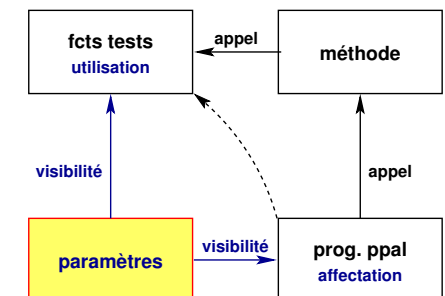 fcts tests
utilisation
appel
méthode
visibilité
appel
paramètres
visibilité
prog. ppal
affectation